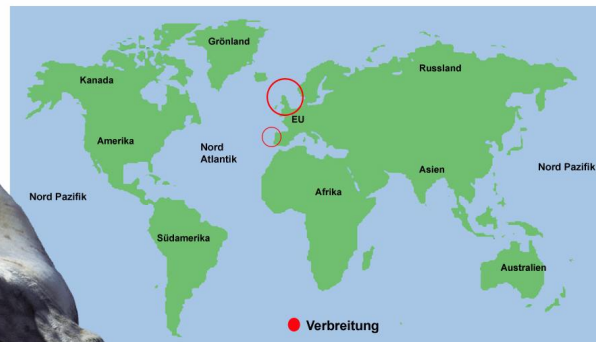 Grönland
Kanada
Russland
EU
Amerika
Nord
Atlantik
Asien
Nord Pazifik
Nord Pazifik
Afrika
Südamerika
Australien
Verbreitung